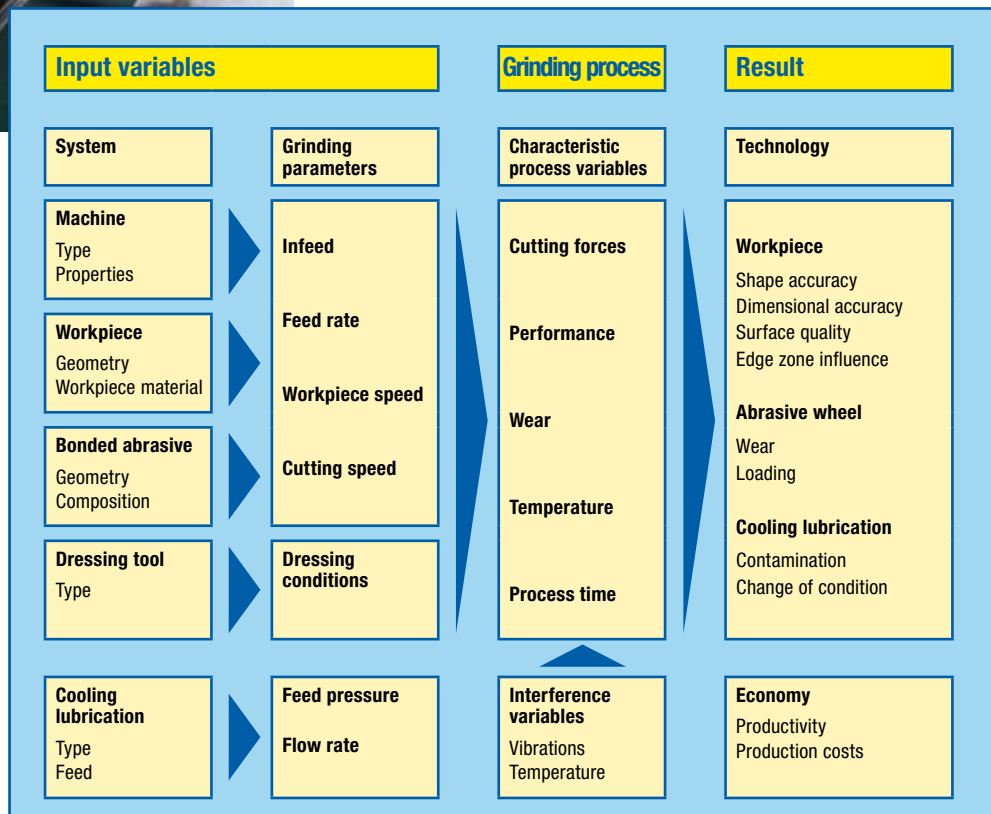 Input variables
Grinding process
Result
System
Grinding
parameters
Characteristic
process variables
Technology
Machine
Type
Properties
Workpiece
Geometry
Workpiece material
Bonded abrasive
Geometry
Composition
Dressing tool
Type
Cooling
lubrication
Type
Feed
Infeed
Feed rate
Workpiece speed
Cutting speed
Dressing
conditions
Feed pressure
Flow rate
Cutting forces
Performance
Wear
Temperature
Process time
Interference
variables
Vibrations
Temperature
Workpiece
Shape accuracy
Dimensional accuracy
Surface quality
Edge zone influence
Abrasive wheel
Wear
Loading
Cooling lubrication
Contamination
Change of condition
Economy
Productivity
Production costs